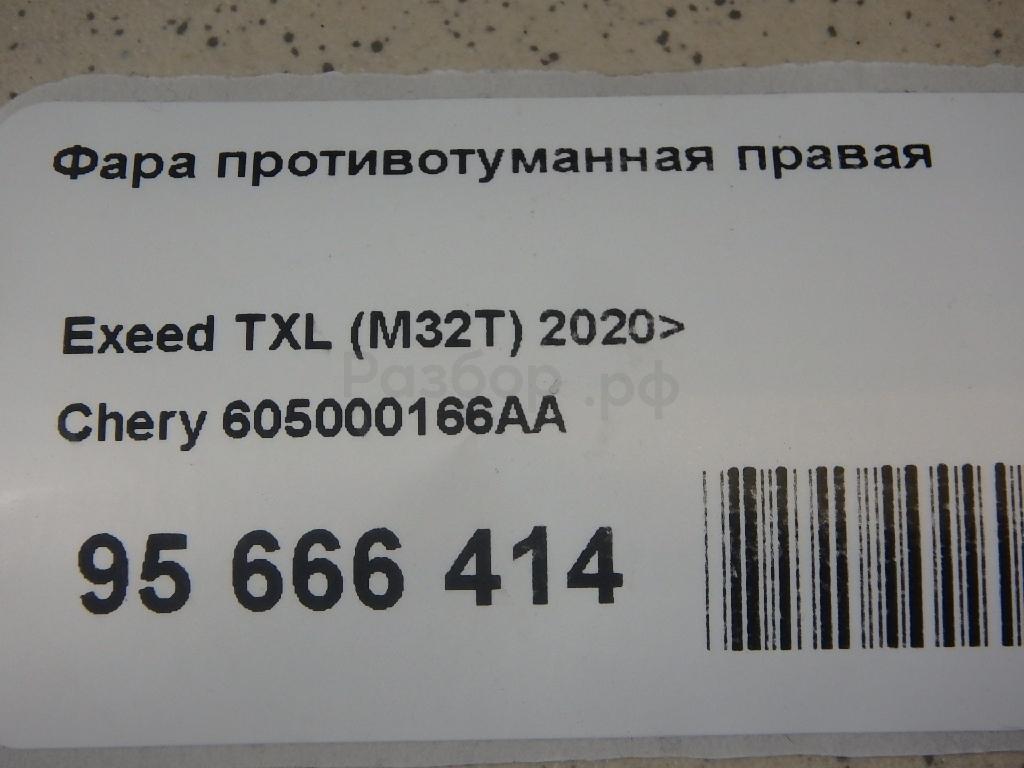 Фара противотуманная правая
Exeed TXL (M32T) 2020>
Разбор.рф
Chery 605000166AA
95 666 414